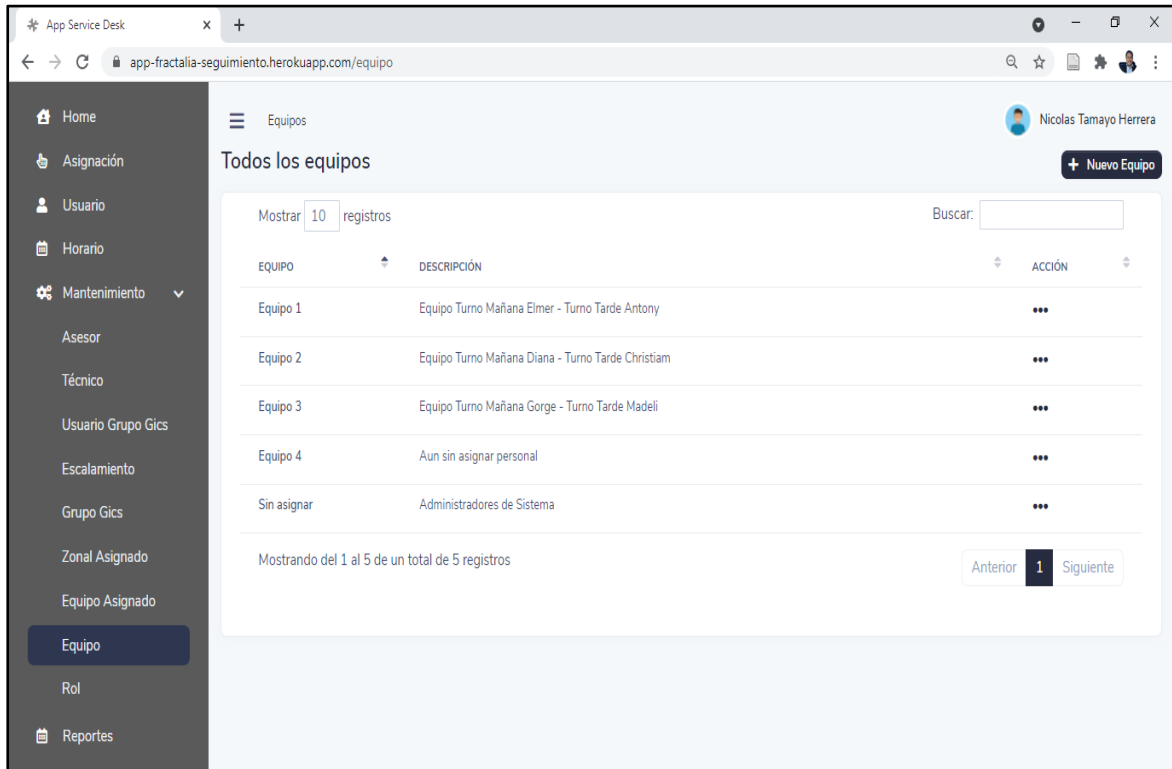 App Service Desk
app-fractalia-seguimiento.herokuapp.com/equipo
Home
Asignación
Usuario
Horario
Mantenimiento
Asesor
Técnico
Usuario Grupo Gics
Escalamiento
Grupo Gics
Zonal Asignado
Equipo Asignado
Equipo
Rol
Reportes
Equipos
Nicolas Tamayo Herrera
Todos los equipos
+ Nuevo Equipo
Mostrar 10 registros
Buscar:
EQUIPO DESCRIPCIÓN ACCIÓN
Equipo 1 Equipo Turno Mañana Elmer - Turno Tarde Antony
Equipo 2 Equipo Turno Mañana Diana - Turno Tarde Christiam
Equipo 3 Equipo Turno Mañana Gorge - Turno Tarde Madeli
Equipo 4 Aun sin asignar personal
Sin asignar Administradores de Sistema
Mostrando del 1 al 5 de un total de 5 registros
Anterior 1 Siguiente